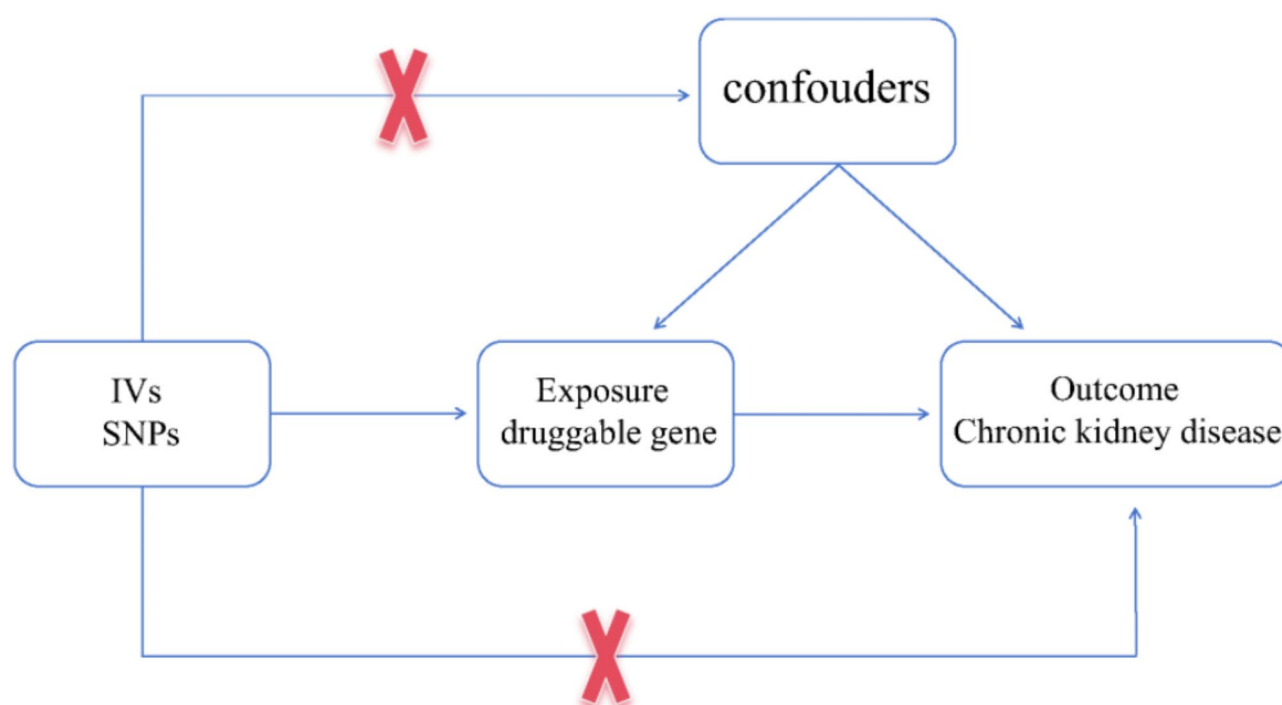 confouders
IVs
SNPs
Exposure
druggable gene
Outcome
Chronic kidney disease